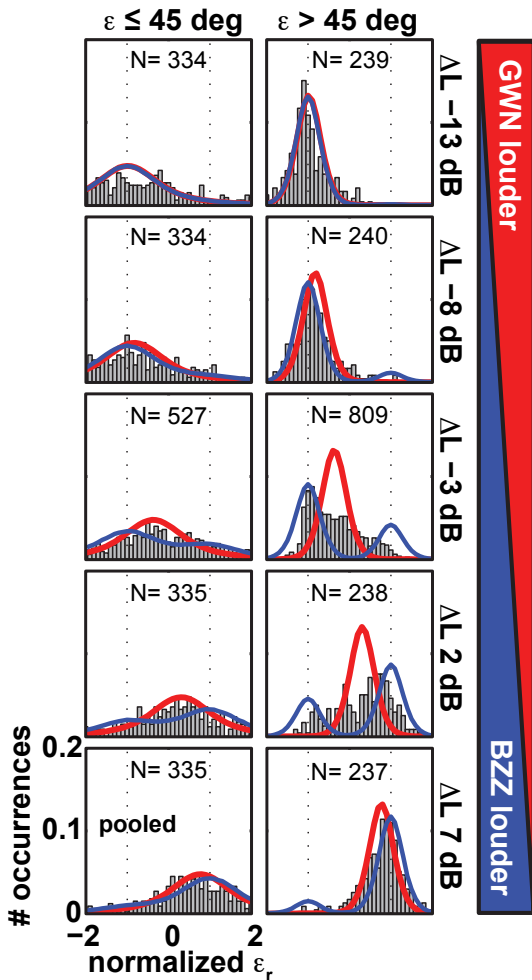 ε ≤ 45 deg
ε > 45 deg
N= 334
N= 239
ΔL −13 dB
GWN louder
N= 334
N= 240
ΔL −8 dB
N= 527
N= 809
ΔL −3 dB
N= 335
N= 238
ΔL 2 dB
N= 335
N= 237
ΔL 7 dB
BZZ louder
pooled
# occurrences
0.2
0.1
0
−2 0 2
normalized εr